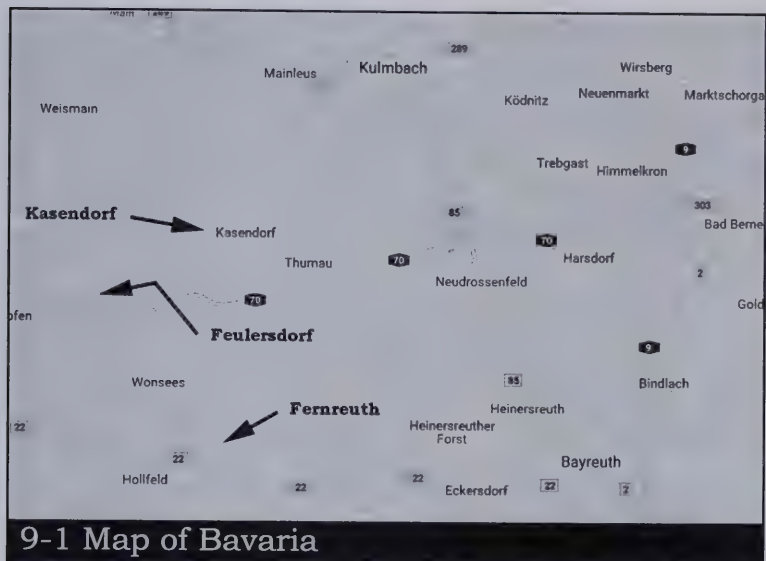 289
Mainleus
Kulmbach
Wirsberg
Weismain
Ködnitz
Neuenmarkt
Marktschorga
9
Trebgast
Himmelkron
Kasendorf
Kasendorf
85
303
Bad Berne
Thurnau
70
70
Harsdorf
2
Neudrossenfeld
70
Gold
ofen
Feulersdorf
9
Wonsees
85
Bindlach
Fernreuth
Heinersreuth
22
Heinersreuther
Forst
22
Bayreuth
Hollfeld
22
22
Eckersdorf
22
2
9-1 Map of Bavaria